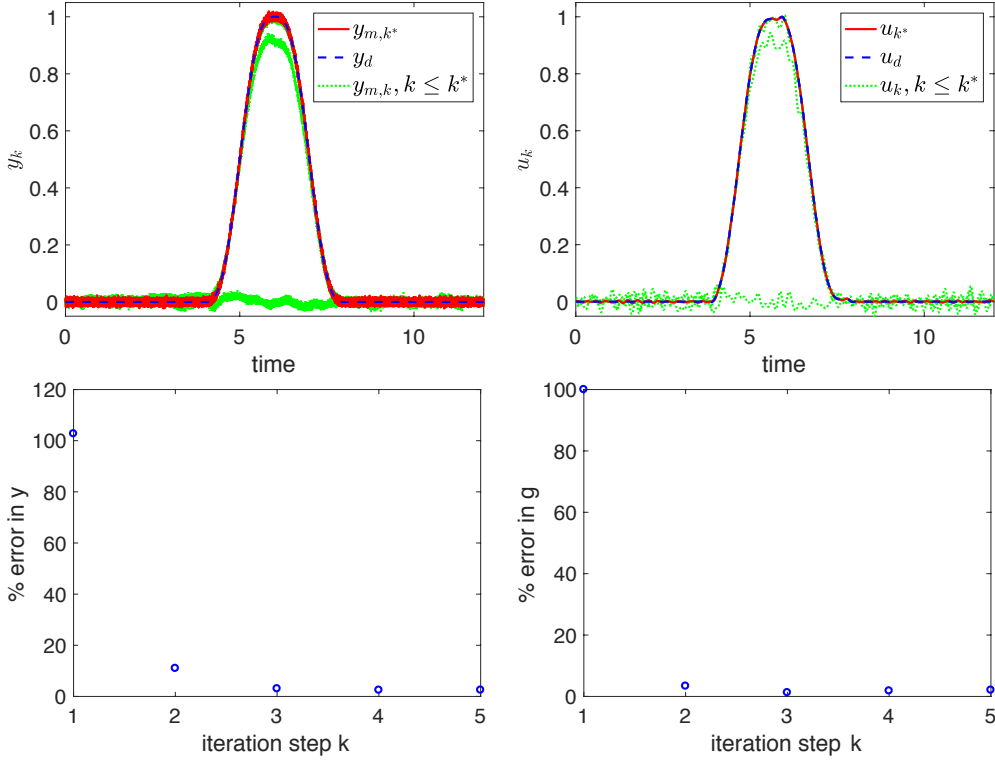 1
0.8
0.6
0.4
0.2
0
y_k
0 5 10
time
y_{m,k*}
y_d
y_{m,k}, k ≤ k*
1
0.8
0.6
0.4
0.2
0
u_k
0 5 10
time
u_{k*}
u_d
u_k, k ≤ k*
120
100
80
60
40
20
0
% error in y
1 2 3 4 5
iteration step k
100
80
60
40
20
0
% error in g
1 2 3 4 5
iteration step k